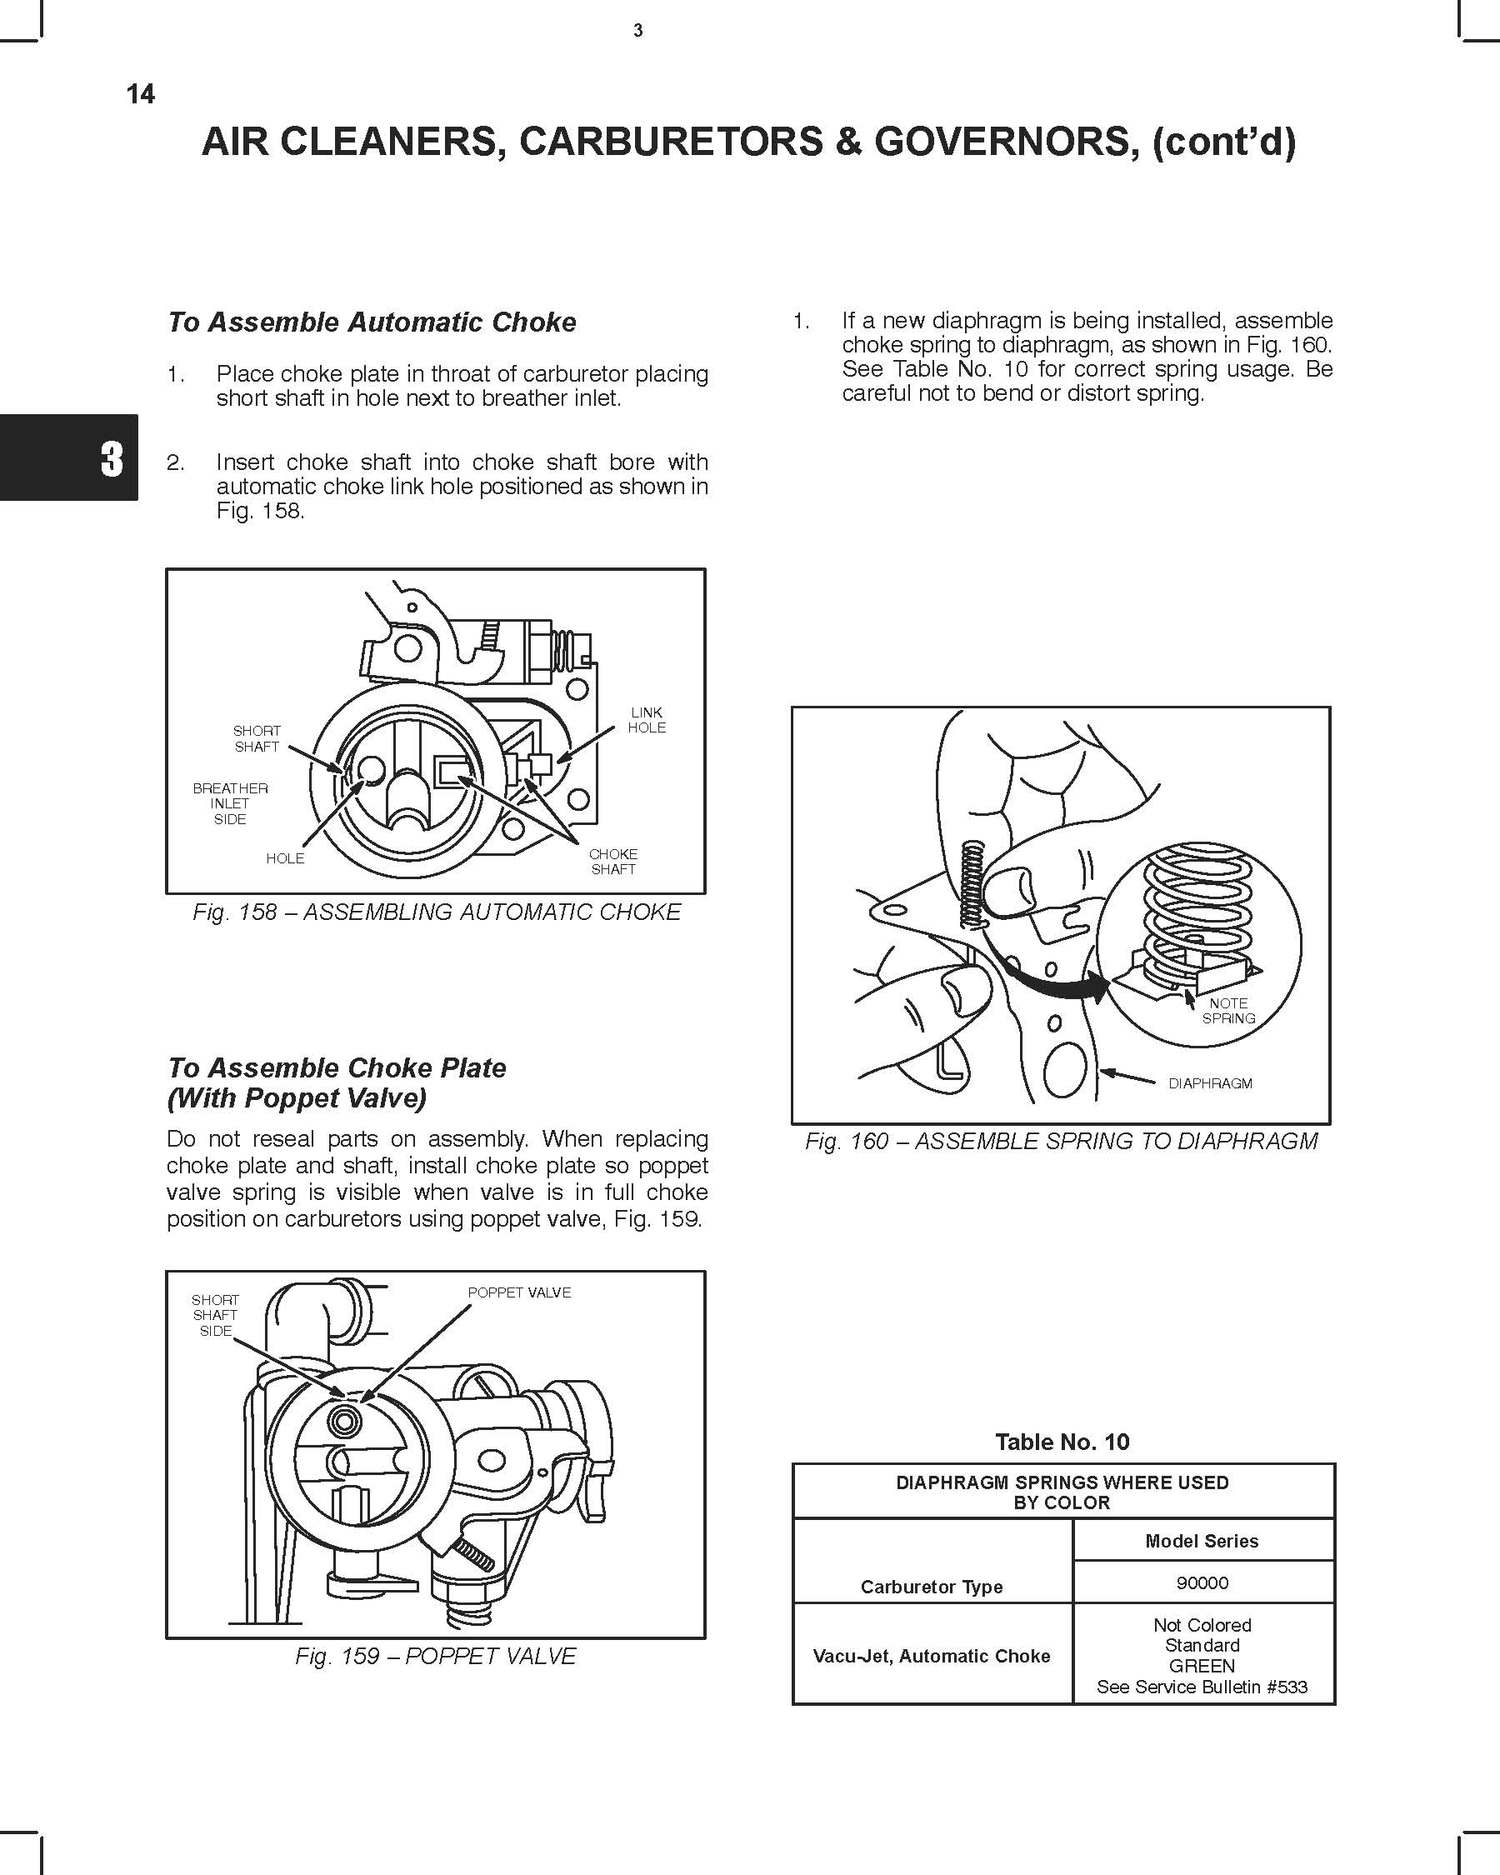 3
14
AIR CLEANERS, CARBURETORS & GOVERNORS, (cont’d)
To Assemble Automatic Choke
1. Place choke plate in throat of carburetor placing
short shaft in hole next to breather inlet.
3
2. Insert choke shaft into choke shaft bore with
automatic choke link hole positioned as shown in
Fig. 158.
LINK
HOLE
SHORT
SHAFT
BREATHER
INLET
SIDE
HOLE
CHOKE
SHAFT
Fig. 158 – ASSEMBLING AUTOMATIC CHOKE
To Assemble Choke Plate
(With Poppet Valve)
Do not reseal parts on assembly. When replacing
choke plate and shaft, install choke plate so poppet
valve spring is visible when valve is in full choke
position on carburetors using poppet valve, Fig. 159.
SHORT
SHAFT
SIDE
POPPET VALVE
Fig. 159 – POPPET VALVE
1. If a new diaphragm is being installed, assemble
choke spring to diaphragm, as shown in Fig. 160.
See Table No. 10 for correct spring usage. Be
careful not to bend or distort spring.
NOTE
SPRING
DIAPHRAGM
Fig. 160 – ASSEMBLE SPRING TO DIAPHRAGM
Table No. 10
DIAPHRAGM SPRINGS WHERE USED
BY COLOR
Model Series
Carburetor Type
90000
Vacu-Jet, Automatic Choke
Not Colored
Standard
GREEN
See Service Bulletin #533